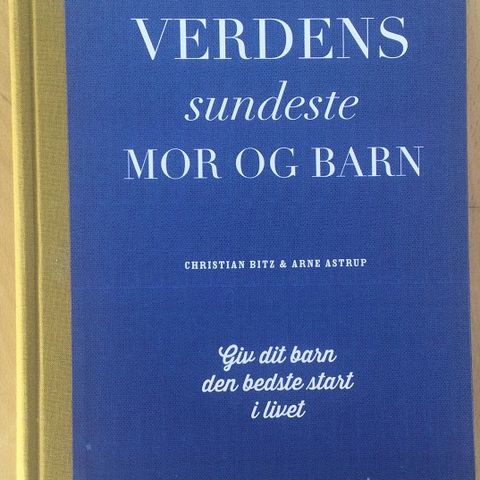 VERDENS
sundeste
MOR OG BARN
CHRISTIAN BITZ & ARNE ASTRUP
Giv dit barn
den bedste start
i livet